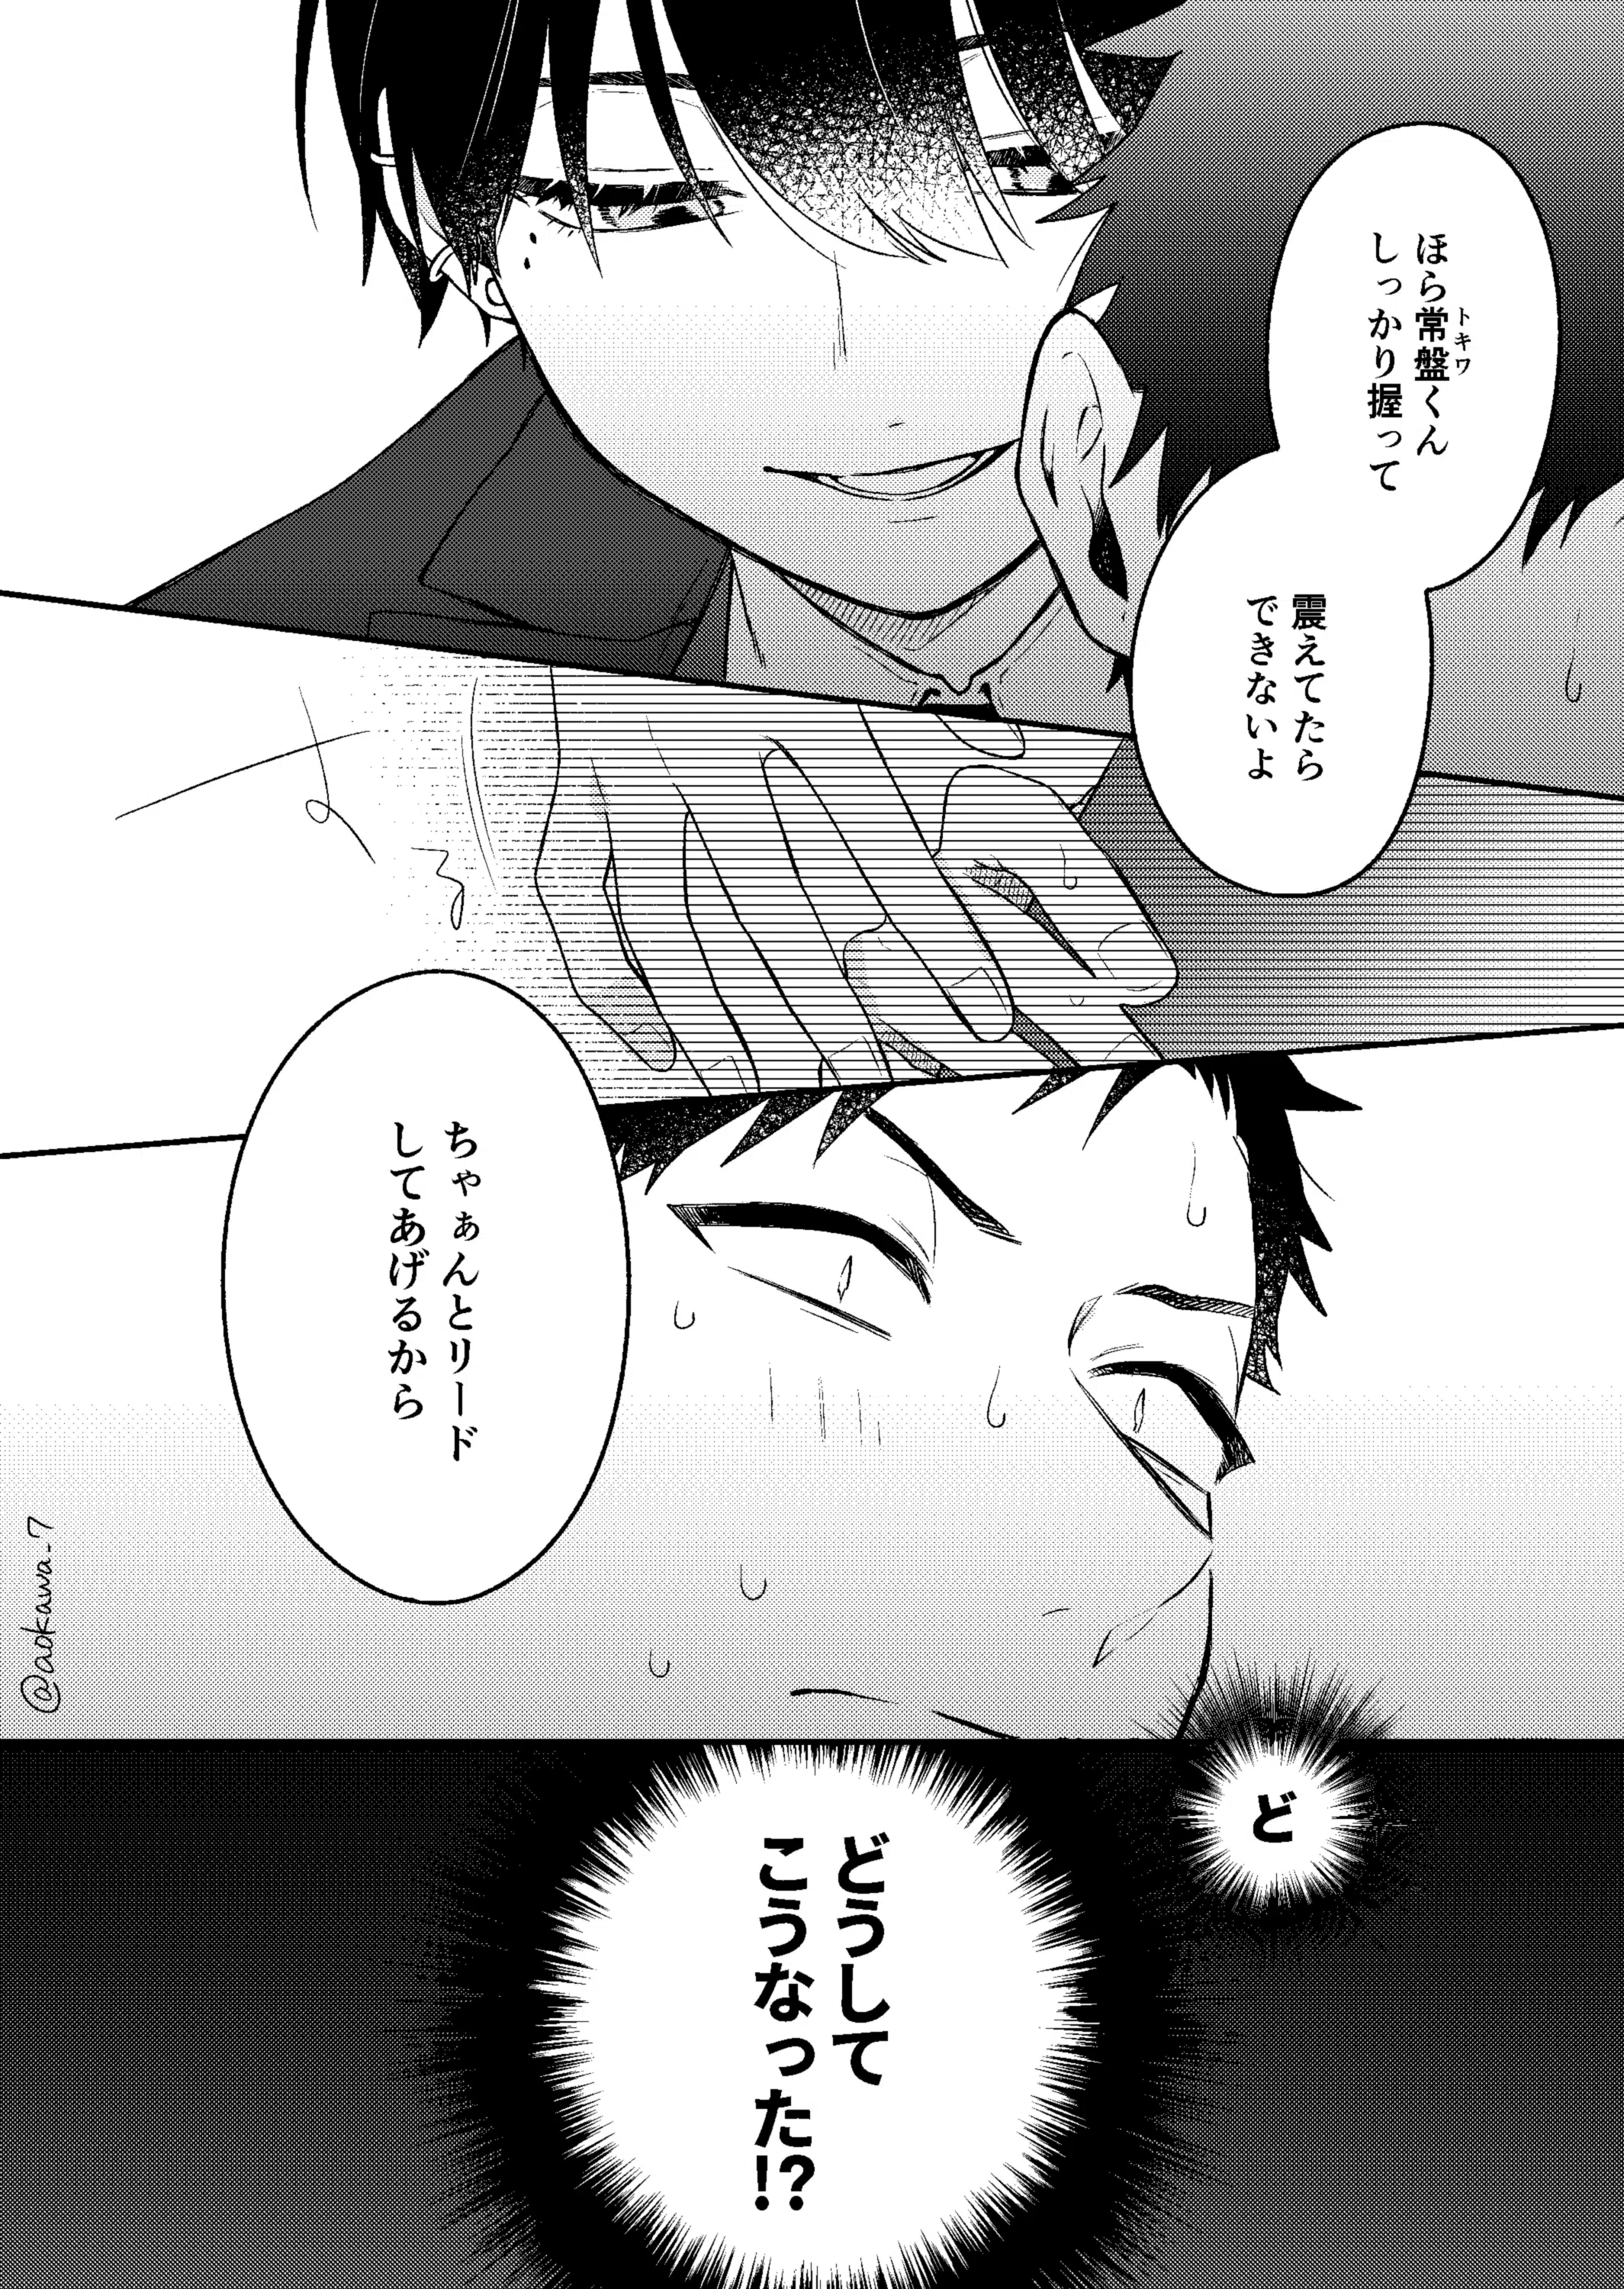 ほら常盤くん
トキワ
しっかり握って
震えてたら
できないよ
ちゃぁんとリード
してあげるから
ど
どうして
こうなった!?
@aokawa_7